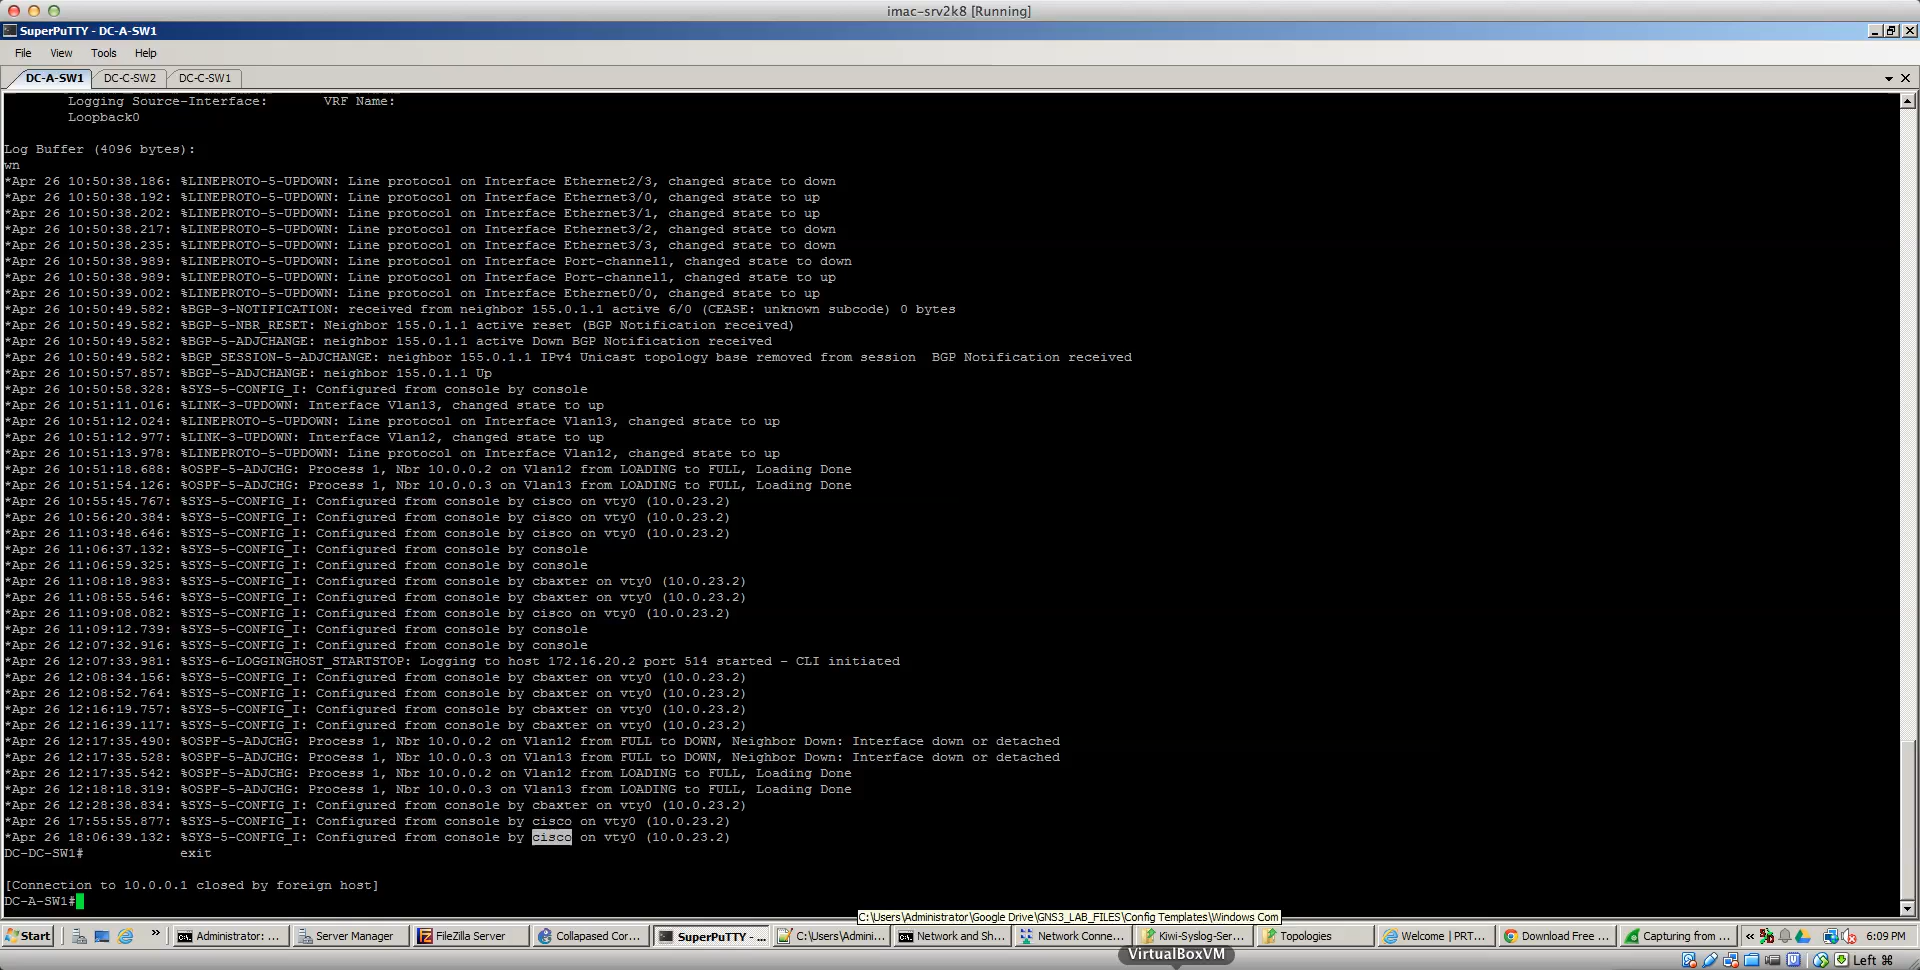 imac-srv2k8 [Running]
SuperPuTTY - DC-A-SW1
File View Tools Help
DC-A-SW1 DC-C-SW2 DC-C-SW1
Logging Source-Interface: VRF Name:
Loopback0
Log Buffer (4096 bytes):
wn
*Apr 26 10:50:38.186: %LINEPROTO-5-UPDOWN: Line protocol on Interface Ethernet2/3, changed state to down
*Apr 26 10:50:38.192: %LINEPROTO-5-UPDOWN: Line protocol on Interface Ethernet3/0, changed state to up
*Apr 26 10:50:38.202: %LINEPROTO-5-UPDOWN: Line protocol on Interface Ethernet3/1, changed state to up
*Apr 26 10:50:38.217: %LINEPROTO-5-UPDOWN: Line protocol on Interface Ethernet3/2, changed state to down
*Apr 26 10:50:38.235: %LINEPROTO-5-UPDOWN: Line protocol on Interface Ethernet3/3, changed state to down
*Apr 26 10:50:38.989: %LINEPROTO-5-UPDOWN: Line protocol on Interface Port-channel1, changed state to down
*Apr 26 10:50:38.989: %LINEPROTO-5-UPDOWN: Line protocol on Interface Port-channel1, changed state to up
*Apr 26 10:50:39.002: %LINEPROTO-5-UPDOWN: Line protocol on Interface Ethernet0/0, changed state to up
*Apr 26 10:50:49.582: %BGP-3-NOTIFICATION: received from neighbor 155.0.1.1 active 6/0 (CEASE: unknown subcode) 0 bytes
*Apr 26 10:50:49.582: %BGP-5-NBR_RESET: Neighbor 155.0.1.1 active reset (BGP Notification received)
*Apr 26 10:50:49.582: %BGP-5-ADJCHANGE: neighbor 155.0.1.1 active Down BGP Notification received
*Apr 26 10:50:49.582: %BGP_SESSION-5-ADJCHANGE: neighbor 155.0.1.1 IPv4 Unicast topology base removed from session  BGP Notification received
*Apr 26 10:50:57.857: %BGP-5-ADJCHANGE: neighbor 155.0.1.1 Up
*Apr 26 10:50:58.328: %SYS-5-CONFIG_I: Configured from console by console
*Apr 26 10:51:11.016: %LINK-3-UPDOWN: Interface Vlan13, changed state to up
*Apr 26 10:51:12.024: %LINEPROTO-5-UPDOWN: Line protocol on Interface Vlan13, changed state to up
*Apr 26 10:51:12.977: %LINK-3-UPDOWN: Interface Vlan12, changed state to up
*Apr 26 10:51:13.978: %LINEPROTO-5-UPDOWN: Line protocol on Interface Vlan12, changed state to up
*Apr 26 10:51:18.688: %OSPF-5-ADJCHG: Process 1, Nbr 10.0.0.2 on Vlan12 from LOADING to FULL, Loading Done
*Apr 26 10:51:54.126: %OSPF-5-ADJCHG: Process 1, Nbr 10.0.0.3 on Vlan13 from LOADING to FULL, Loading Done
*Apr 26 10:55:45.767: %SYS-5-CONFIG_I: Configured from console by cisco on vty0 (10.0.23.2)
*Apr 26 10:56:20.384: %SYS-5-CONFIG_I: Configured from console by cisco on vty0 (10.0.23.2)
*Apr 26 11:03:48.646: %SYS-5-CONFIG_I: Configured from console by cisco on vty0 (10.0.23.2)
*Apr 26 11:06:37.132: %SYS-5-CONFIG_I: Configured from console by console
*Apr 26 11:06:59.325: %SYS-5-CONFIG_I: Configured from console by console
*Apr 26 11:08:18.983: %SYS-5-CONFIG_I: Configured from console by cbaxter on vty0 (10.0.23.2)
*Apr 26 11:08:55.546: %SYS-5-CONFIG_I: Configured from console by cbaxter on vty0 (10.0.23.2)
*Apr 26 11:09:08.082: %SYS-5-CONFIG_I: Configured from console by cisco on vty0 (10.0.23.2)
*Apr 26 11:09:12.739: %SYS-5-CONFIG_I: Configured from console by console
*Apr 26 12:07:32.916: %SYS-5-CONFIG_I: Configured from console by console
*Apr 26 12:07:33.981: %SYS-6-LOGGINGHOST_STARTSTOP: Logging to host 172.16.20.2 port 514 started - CLI initiated
*Apr 26 12:08:34.156: %SYS-5-CONFIG_I: Configured from console by cbaxter on vty0 (10.0.23.2)
*Apr 26 12:08:52.764: %SYS-5-CONFIG_I: Configured from console by cbaxter on vty0 (10.0.23.2)
*Apr 26 12:16:19.757: %SYS-5-CONFIG_I: Configured from console by cbaxter on vty0 (10.0.23.2)
*Apr 26 12:16:39.117: %SYS-5-CONFIG_I: Configured from console by cbaxter on vty0 (10.0.23.2)
*Apr 26 12:17:35.490: %OSPF-5-ADJCHG: Process 1, Nbr 10.0.0.2 on Vlan12 from FULL to DOWN, Neighbor Down: Interface down or detached
*Apr 26 12:17:35.528: %OSPF-5-ADJCHG: Process 1, Nbr 10.0.0.3 on Vlan13 from FULL to DOWN, Neighbor Down: Interface down or detached
*Apr 26 12:17:35.542: %OSPF-5-ADJCHG: Process 1, Nbr 10.0.0.2 on Vlan12 from LOADING to FULL, Loading Done
*Apr 26 12:18:18.319: %OSPF-5-ADJCHG: Process 1, Nbr 10.0.0.3 on Vlan13 from LOADING to FULL, Loading Done
*Apr 26 12:28:38.834: %SYS-5-CONFIG_I: Configured from console by cbaxter on vty0 (10.0.23.2)
*Apr 26 17:55:55.877: %SYS-5-CONFIG_I: Configured from console by cisco on vty0 (10.0.23.2)
*Apr 26 18:06:39.132: %SYS-5-CONFIG_I: Configured from console by cisco on vty0 (10.0.23.2)
DC-DC-SW1# exit
[Connection to 10.0.0.1 closed by foreign host]
DC-A-SW1#
C:\Users\Administrator\Google Drive\GNS3_LAB_FILES\Config Templates\Windows Com
Start » Administrator: ... Server Manager FileZilla Server Collapased Cor... SuperPuTTY - ... C:\Users\Admini... Network and Sh... Network Conne... Kiwi-Syslog-Ser... Topologies Welcome | PRT... Download Free ... Capturing from ... « 6:09 PM
VirtualBoxVM
Left ⌘